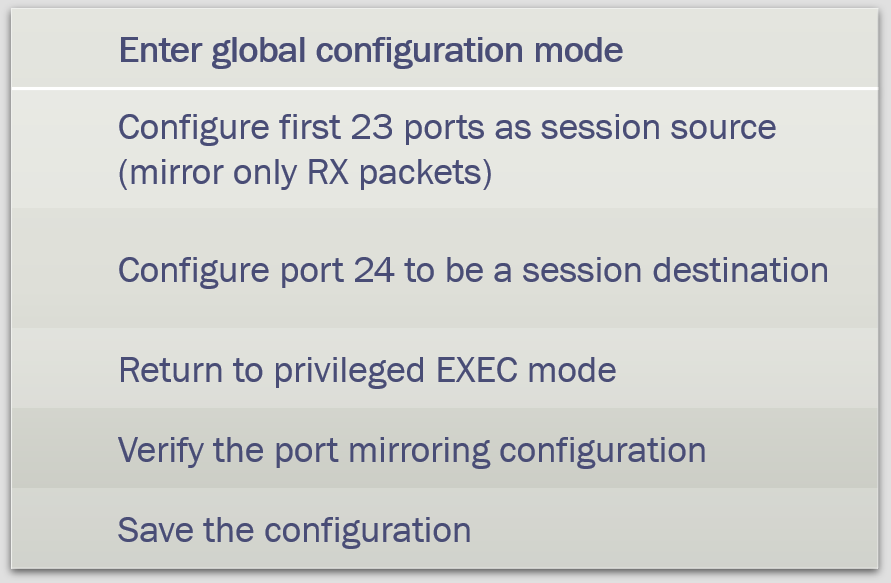 Enter global configuration mode
Configure first 23 ports as session source
(mirror only RX packets)
Configure port 24 to be a session destination
Return to privileged EXEC mode
Verify the port mirroring configuration
Save the configuration